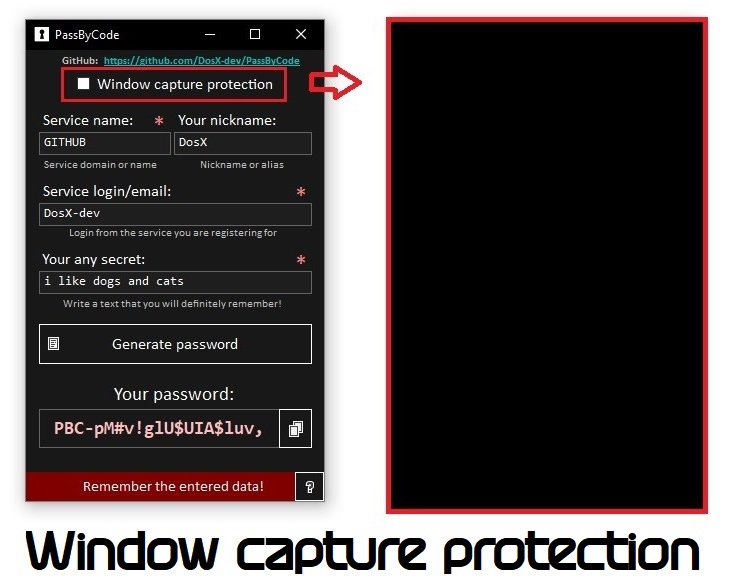 PassByCode
GitHub: https://github.com/DosX-dev/PassByCode
Window capture protection
Service name: * Your nickname:
GITHUB DosX
Service domain or name Nickname or alias
Service login/email: *
DosX-dev
Login from the service you are registering for
Your any secret: *
i like dogs and cats
Write a text that you will definitely remember!
Generate password
Your password:
PBC-pM#v!glU$UIA$luv,
Remember the entered data! ?
Window capture protection